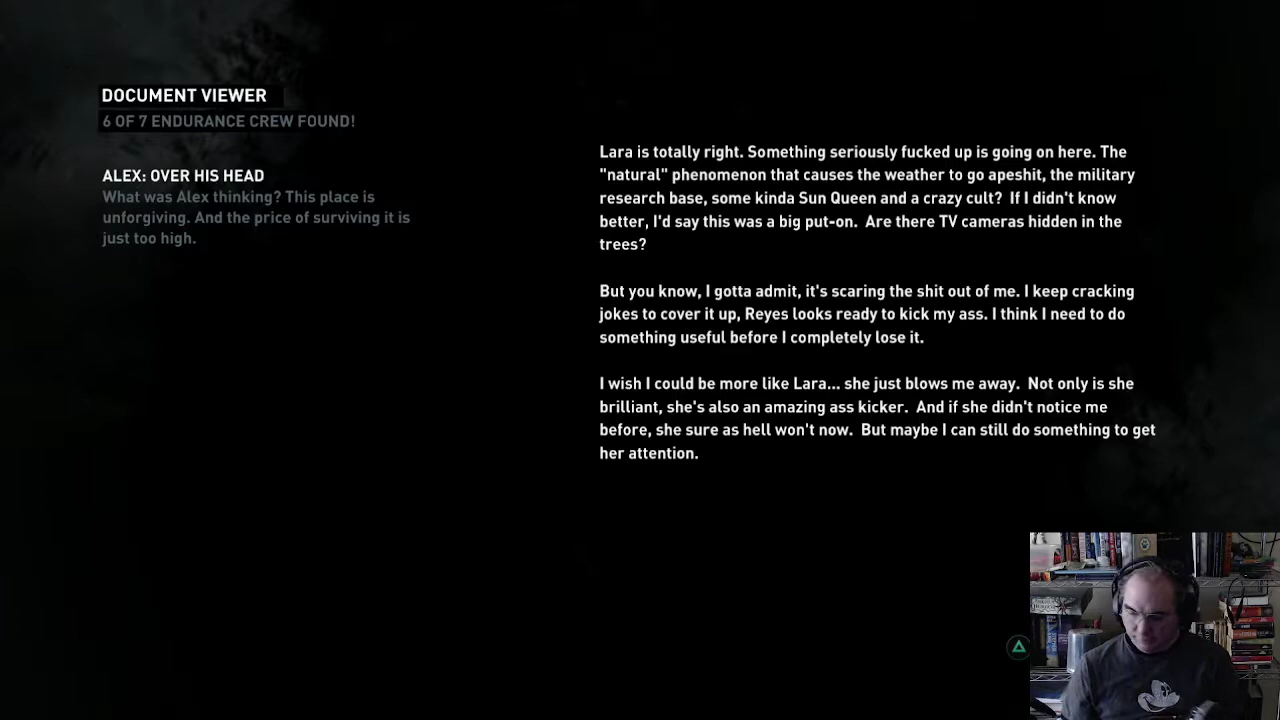 DOCUMENT VIEWER
6 OF 7 ENDURANCE CREW FOUND!
ALEX: OVER HIS HEAD
What was Alex thinking? This place is
unforgiving. And the price of surviving it is
just too high.
Lara is totally right. Something seriously fucked up is going on here. The
"natural" phenomenon that causes the weather to go apeshit, the military
research base, some kinda Sun Queen and a crazy cult?  If I didn't know
better, I'd say this was a big put-on.  Are there TV cameras hidden in the
trees?
But you know, I gotta admit, it's scaring the shit out of me. I keep cracking
jokes to cover it up, Reyes looks ready to kick my ass. I think I need to do
something useful before I completely lose it.
I wish I could be more like Lara... she just blows me away.  Not only is she
brilliant, she's also an amazing ass kicker.  And if she didn't notice me
before, she sure as hell won't now.  But maybe I can still do something to get
her attention.